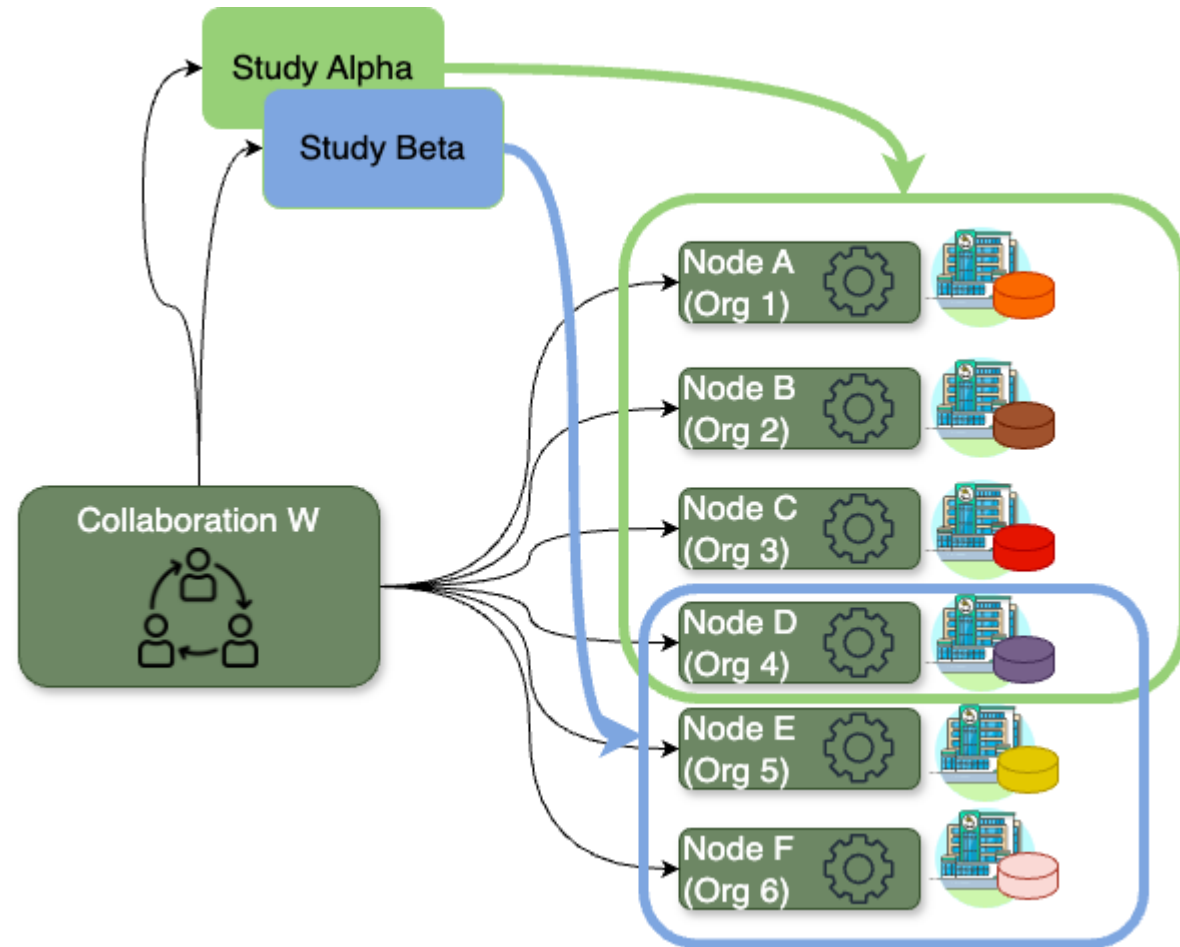 Study Alpha
Study Beta
Node A
(Org 1)
Node B
(Org 2)
Node C
(Org 3)
Collaboration W
Node D
(Org 4)
Node E
(Org 5)
Node F
(Org 6)